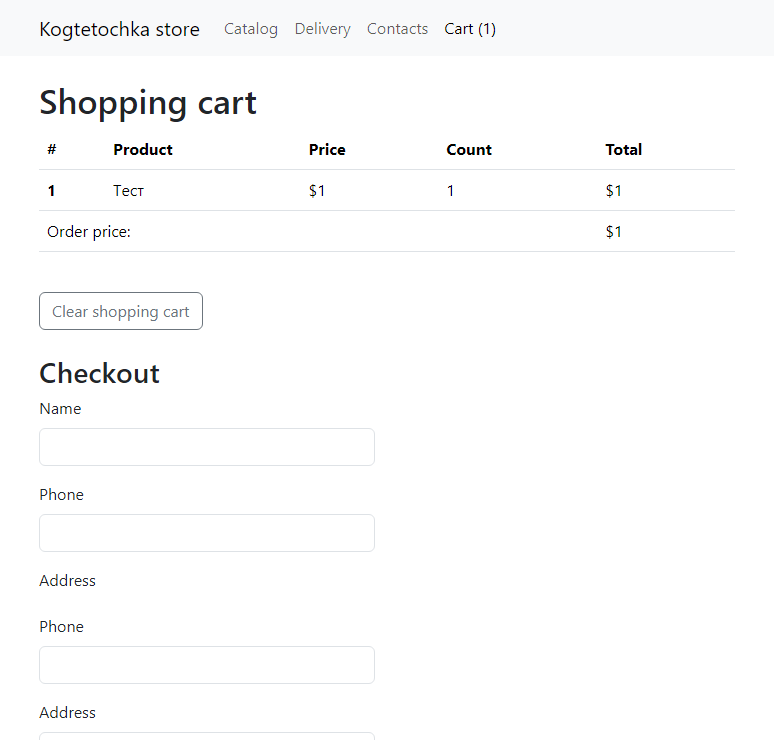 Kogtetochka store Catalog Delivery Contacts Cart (1)
Shopping cart
# Product Price Count Total
1 Тест $1 1 $1
Order price: $1
Clear shopping cart
Checkout
Name
Phone
Address
Phone
Address